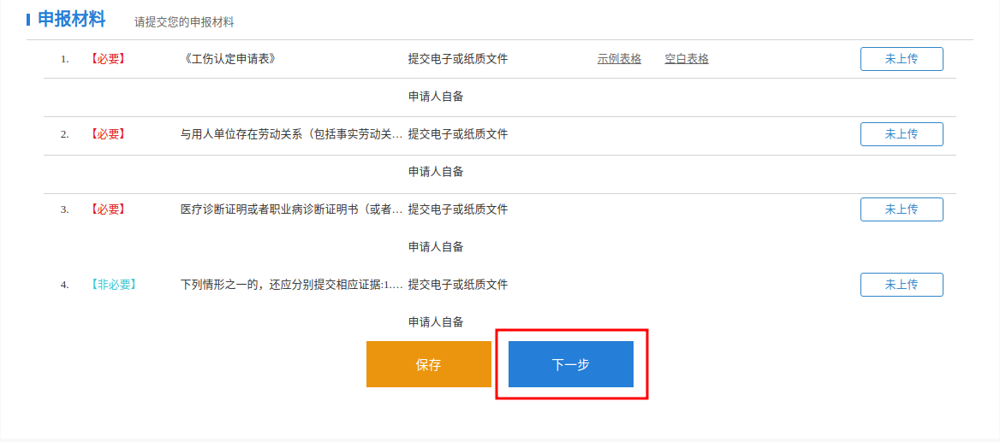 申报材料 请提交您的申报材料
1. 【必要】 《工伤认定申请表》 提交电子或纸质文件 示例表格 空白表格 未上传
申请人自备
2. 【必要】 与用人单位存在劳动关系（包括事实劳动关… 提交电子或纸质文件 未上传
申请人自备
3. 【必要】 医疗诊断证明或者职业病诊断证明书（或者… 提交电子或纸质文件 未上传
申请人自备
4. 【非必要】 下列情形之一的，还应分别提交相应证据:1.… 提交电子或纸质文件 未上传
申请人自备
保存 下一步